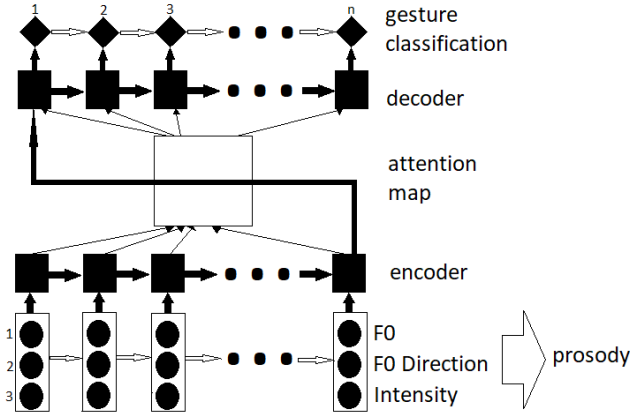 1 2 3 n
gesture
classification
decoder
attention
map
encoder
1 F0
2 F0 Direction
3 Intensity
prosody